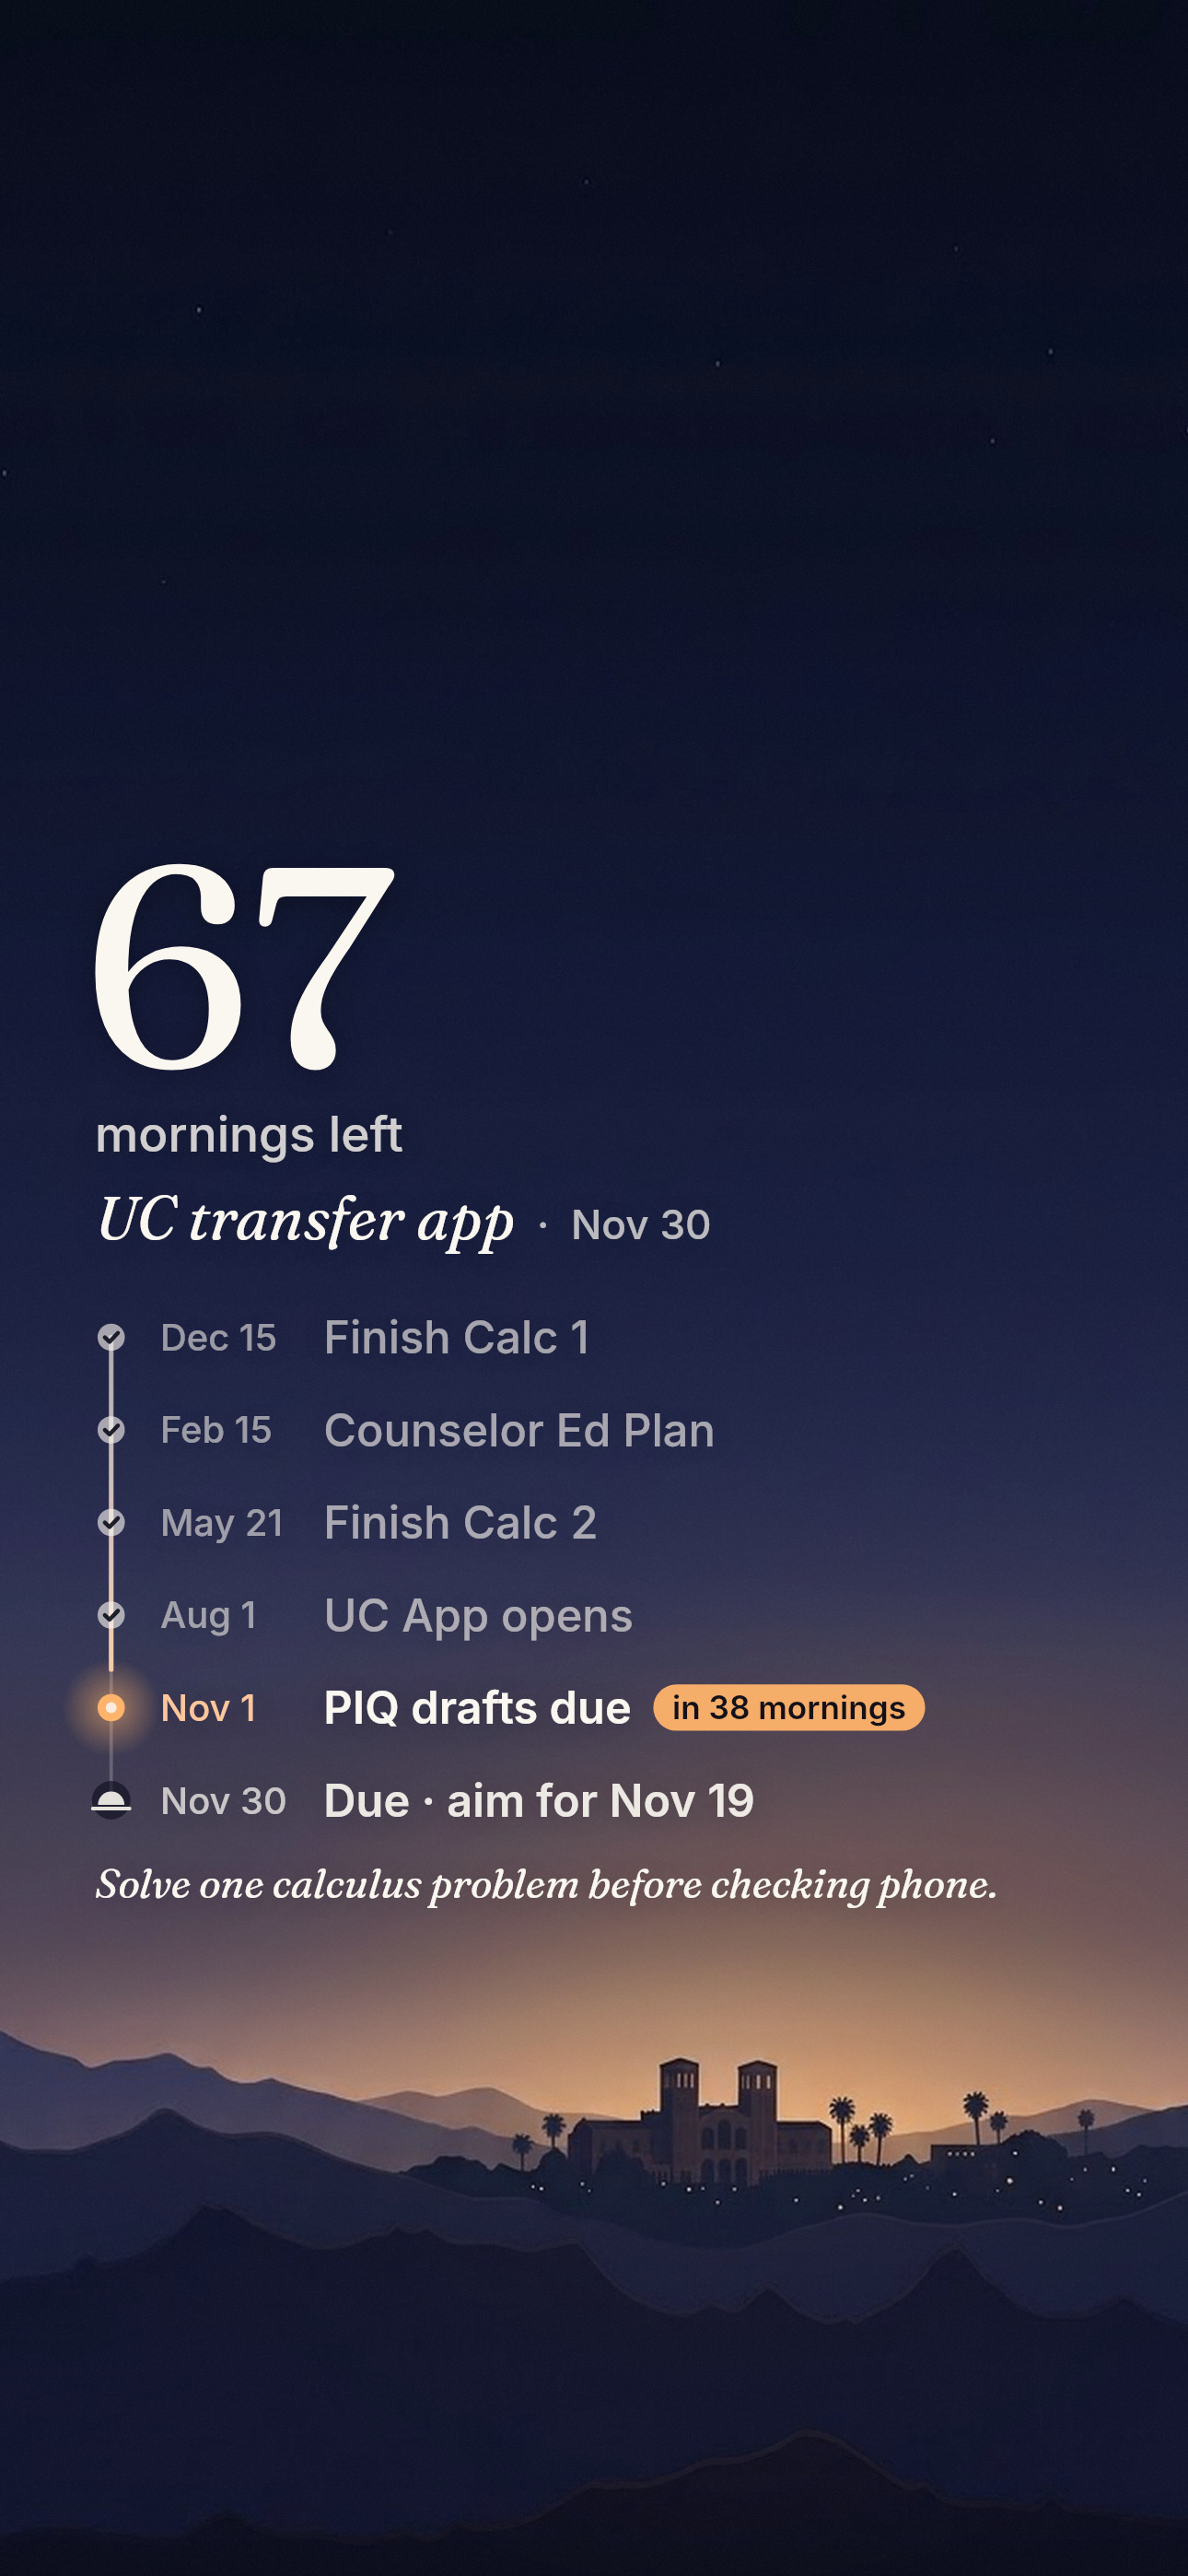 67
mornings left
UC transfer app · Nov 30
Dec 15 Finish Calc 1
Feb 15 Counselor Ed Plan
May 21 Finish Calc 2
Aug 1 UC App opens
Nov 1 PIQ drafts due in 38 mornings
Nov 30 Due · aim for Nov 19
Solve one calculus problem before checking phone.